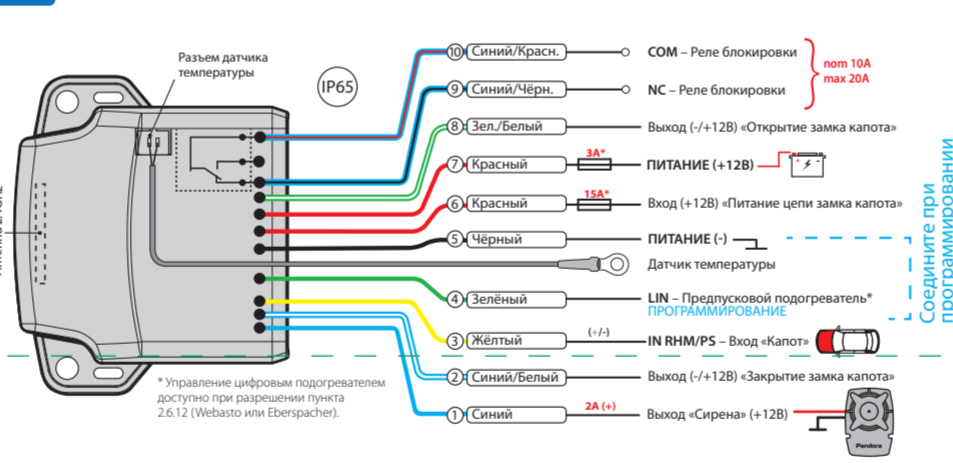 Разъем датчика
температуры
IP65
10 Синий/Красн. COM – Реле блокировки
nom 10A
max 20A
9 Синий/Чёрн. NC – Реле блокировки
8 Зел./Белый Выход (-/+12В) «Открытие замка капота»
7 Красный 3А* ПИТАНИЕ (+12В)
6 Красный 15А* Вход (+12В) «Питание цепи замка капота»
5 Чёрный ПИТАНИЕ (-)
Датчик температуры
4 Зелёный LIN – Предпусковой подогреватель*
ПРОГРАММИРОВАНИЕ
3 Жёлтый (+/-) IN RHM/PS – Вход «Капот»
2 Синий/Белый Выход (-/+12В) «Закрытие замка капота»
1 Синий 2А (+) Выход «Сирена» (+12В)
Pandora
Соедините при
программировании
* Управление цифровым подогревателем
доступно при разрешении пункта
2.6.12 (Webasto или Eberspacher).